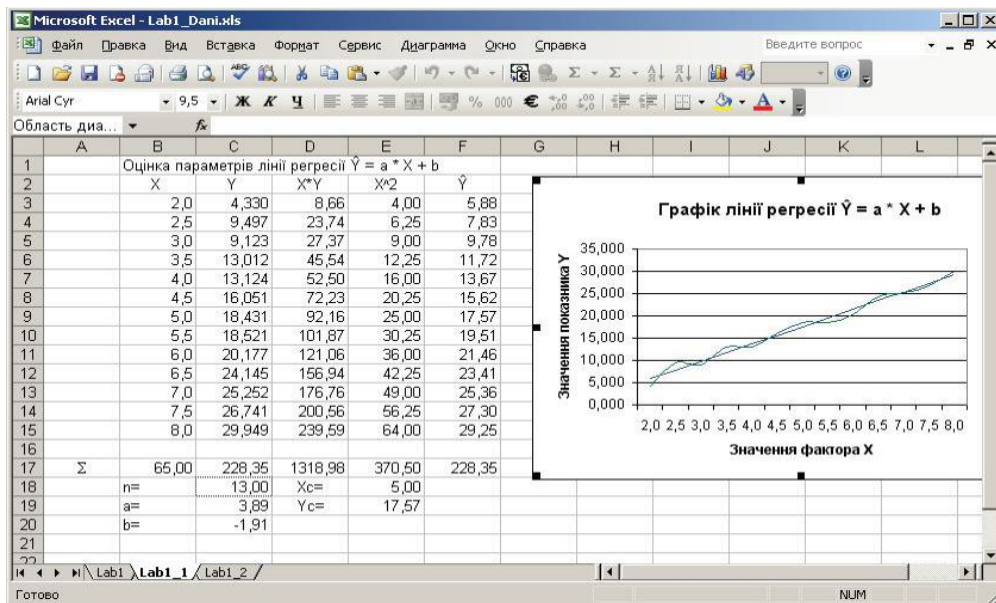 Microsoft Excel - Lab1_Dani.xls
Файл Правка Вид Вставка Формат Сервис Диаграмма Окно Справка Введите вопрос
Arial Cyr 9,5 Ж К Ч % 000 €
Область диа... fx
A B C D E F G H I J K L
1 Оцінка параметрів лінії регресії Ŷ = a * X + b
2 X Y X*Y X^2 Ŷ
3 2,0 4,330 8,66 4,00 5,88
4 2,5 9,497 23,74 6,25 7,83
5 3,0 9,123 27,37 9,00 9,78
6 3,5 13,012 45,54 12,25 11,72
7 4,0 13,124 52,50 16,00 13,67
8 4,5 16,051 72,23 20,25 15,62
9 5,0 18,431 92,16 25,00 17,57
10 5,5 18,521 101,87 30,25 19,51
11 6,0 20,177 121,06 36,00 21,46
12 6,5 24,145 156,94 42,25 23,41
13 7,0 25,252 176,76 49,00 25,36
14 7,5 26,741 200,56 56,25 27,30
15 8,0 29,949 239,59 64,00 29,25
16
17 Σ 65,00 228,35 1318,98 370,50 228,35
18 n= 13,00 Xc= 5,00
19 a= 3,89 Yc= 17,57
20 b= -1,91
21
22
Графік лінії регресії Ŷ = a * X + b
Значення показника Y
35,000
30,000
25,000
20,000
15,000
10,000
5,000
0,000
2,0 2,5 3,0 3,5 4,0 4,5 5,0 5,5 6,0 6,5 7,0 7,5 8,0
Значення фактора X
Lab1 Lab1_1 Lab1_2
Готово NUM